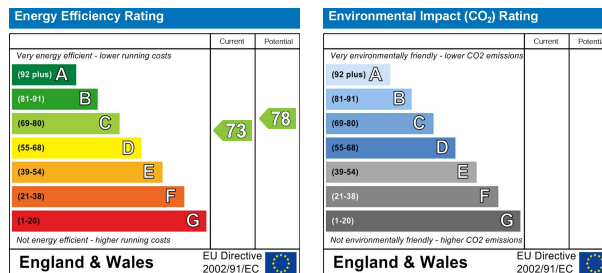 Energy Efficiency Rating
Current Potential
Very energy efficient - lower running costs
(92 plus) A
(81-91) B
(69-80) C
(55-68) D
(39-54) E
(21-38) F
(1-20) G
73
78
Not energy efficient - higher running costs
England & Wales
EU Directive
2002/91/EC
Environmental Impact (CO₂) Rating
Current Potential
Very environmentally friendly - lower CO2 emissions
(92 plus) A
(81-91) B
(69-80) C
(55-68) D
(39-54) E
(21-38) F
(1-20) G
Not environmentally friendly - higher CO2 emissions
England & Wales
EU Directive
2002/91/EC